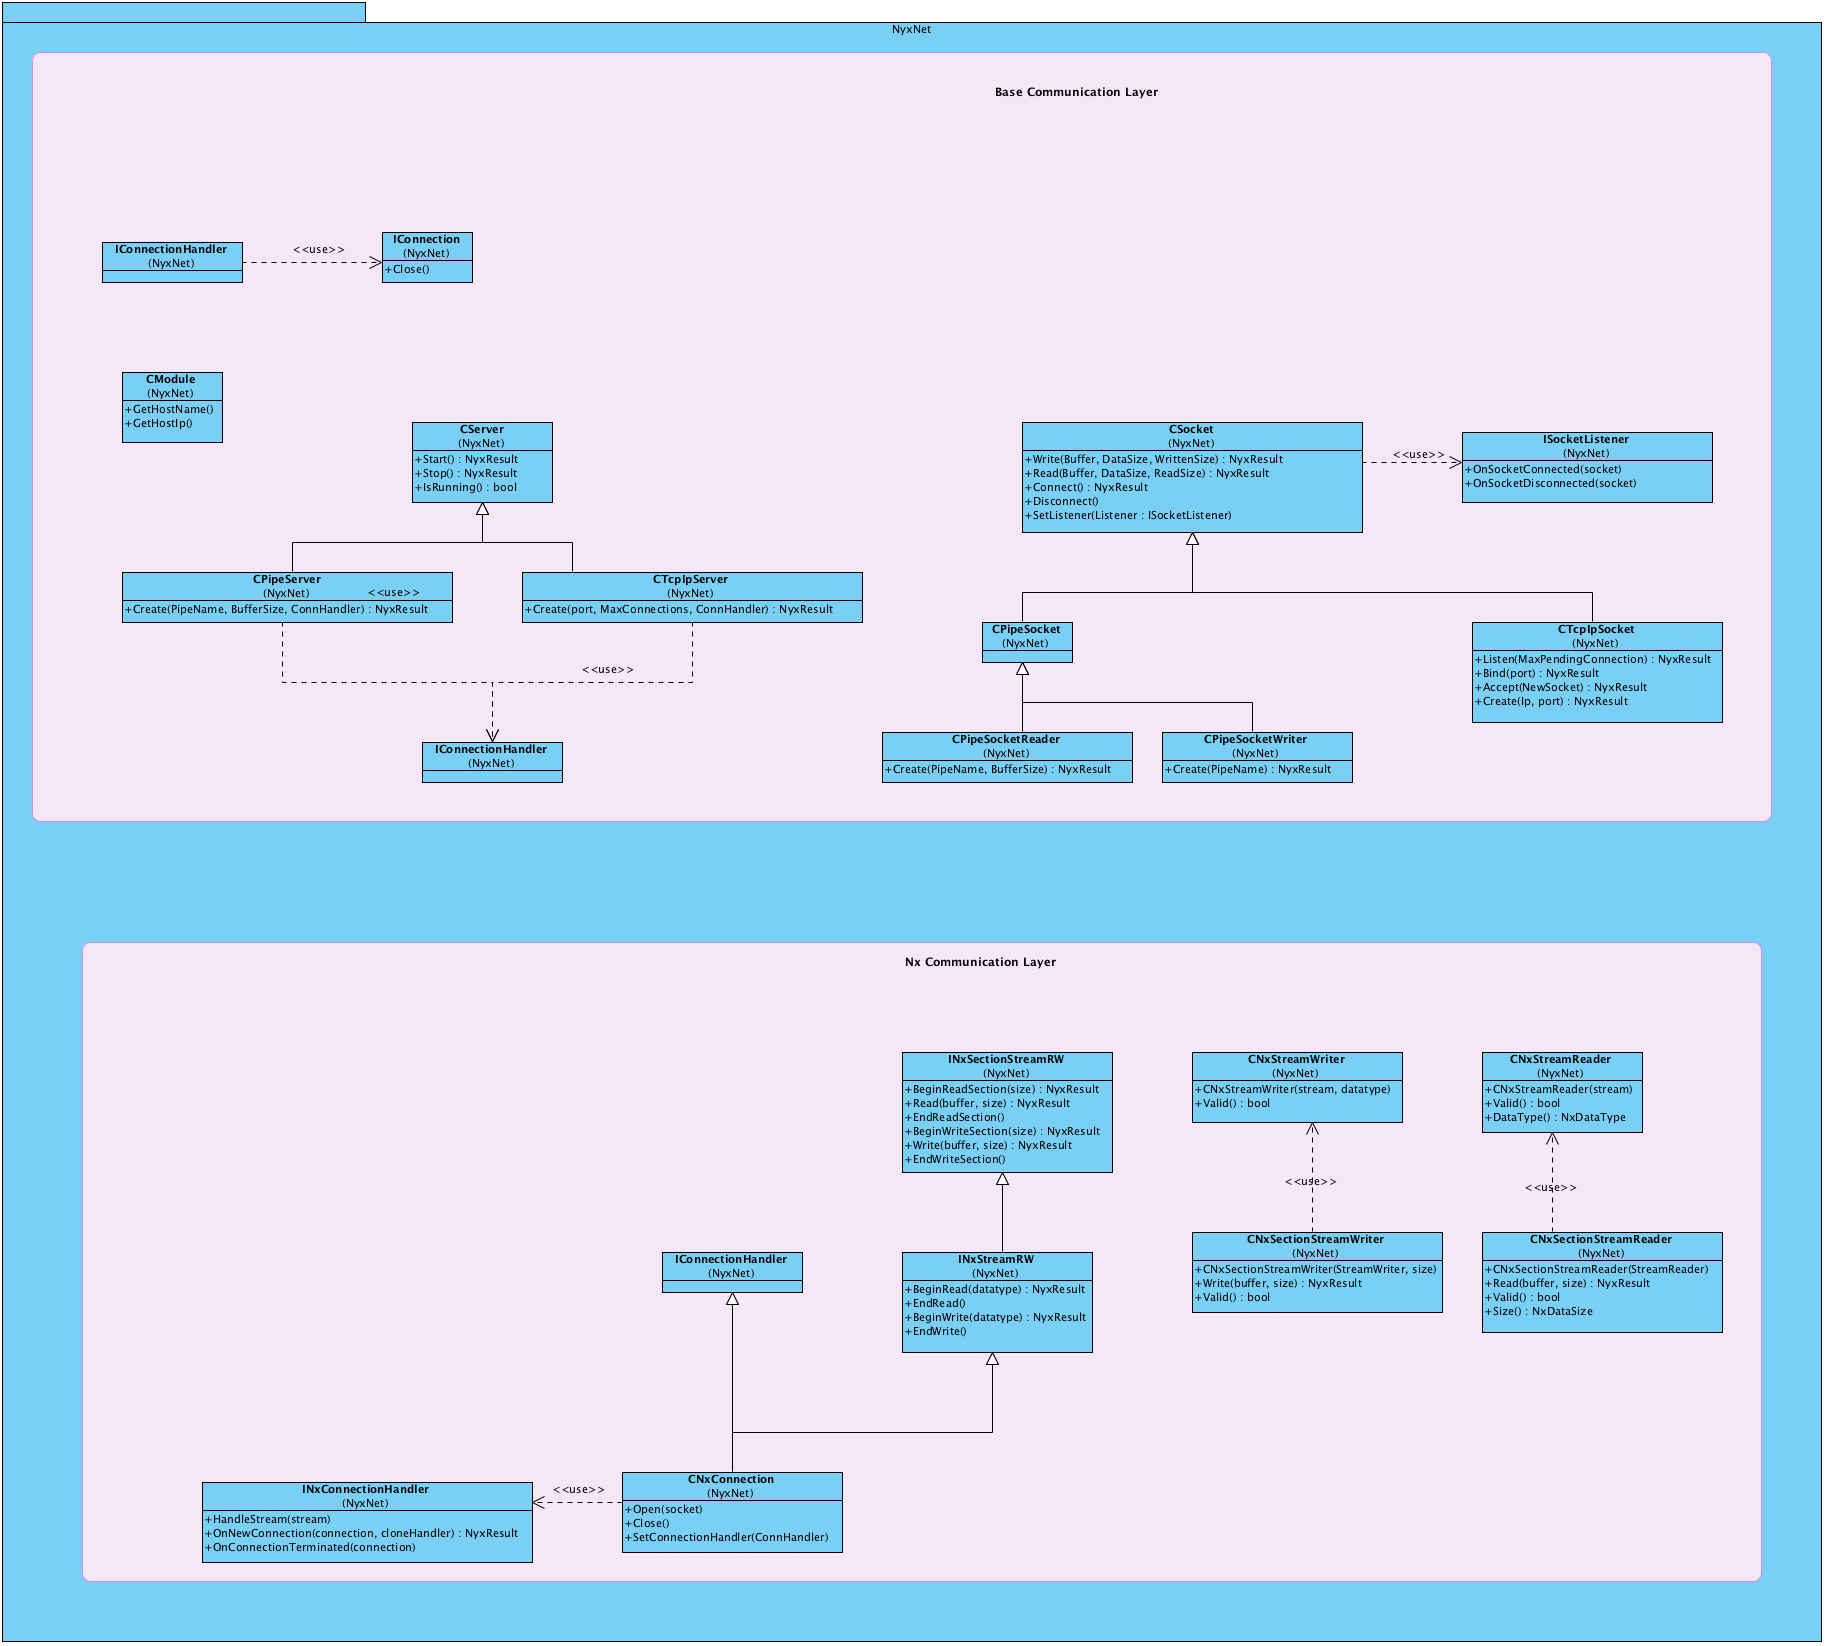 NyxNet
Base Communication Layer
IConnectionHandler
(NyxNet)
<<use>>
IConnection
(NyxNet)
+Close()
CModule
(NyxNet)
+GetHostName()
+GetHostIp()
CServer
(NyxNet)
+Start() : NyxResult
+Stop() : NyxResult
+IsRunning() : bool
CSocket
(NyxNet)
+Write(Buffer, DataSize, WrittenSize) : NyxResult
+Read(Buffer, DataSize, ReadSize) : NyxResult
+Connect() : NyxResult
+Disconnect()
+SetListener(Listener : ISocketListener)
<<use>>
ISocketListener
(NyxNet)
+OnSocketConnected(socket)
+OnSocketDisconnected(socket)
CPipeServer
(NyxNet)
<<use>>
+Create(PipeName, BufferSize, ConnHandler) : NyxResult
CTcpIpServer
(NyxNet)
+Create(port, MaxConnections, ConnHandler) : NyxResult
<<use>>
IConnectionHandler
(NyxNet)
CPipeSocket
(NyxNet)
CTcpIpSocket
(NyxNet)
+Listen(MaxPendingConnection) : NyxResult
+Bind(port) : NyxResult
+Accept(NewSocket) : NyxResult
+Create(Ip, port) : NyxResult
CPipeSocketReader
(NyxNet)
+Create(PipeName, BufferSize) : NyxResult
CPipeSocketWriter
(NyxNet)
+Create(PipeName) : NyxResult
Nx Communication Layer
INxSectionStreamRW
(NyxNet)
+BeginReadSection(size) : NyxResult
+Read(buffer, size) : NyxResult
+EndReadSection()
+BeginWriteSection(size) : NyxResult
+Write(buffer, size) : NyxResult
+EndWriteSection()
CNxStreamWriter
(NyxNet)
+CNxStreamWriter(stream, datatype)
+Valid() : bool
CNxStreamReader
(NyxNet)
+CNxStreamReader(stream)
+Valid() : bool
+DataType() : NxDataType
<<use>>
<<use>>
IConnectionHandler
(NyxNet)
INxStreamRW
(NyxNet)
+BeginRead(datatype) : NyxResult
+EndRead()
+BeginWrite(datatype) : NyxResult
+EndWrite()
CNxSectionStreamWriter
(NyxNet)
+CNxSectionStreamWriter(StreamWriter, size)
+Write(buffer, size) : NyxResult
+Valid() : bool
CNxSectionStreamReader
(NyxNet)
+CNxSectionStreamReader(StreamReader)
+Read(buffer, size) : NyxResult
+Valid() : bool
+Size() : NxDataSize
INxConnectionHandler
(NyxNet)
+HandleStream(stream)
+OnNewConnection(connection, cloneHandler) : NyxResult
+OnConnectionTerminated(connection)
<<use>>
CNxConnection
(NyxNet)
+Open(socket)
+Close()
+SetConnectionHandler(ConnHandler)